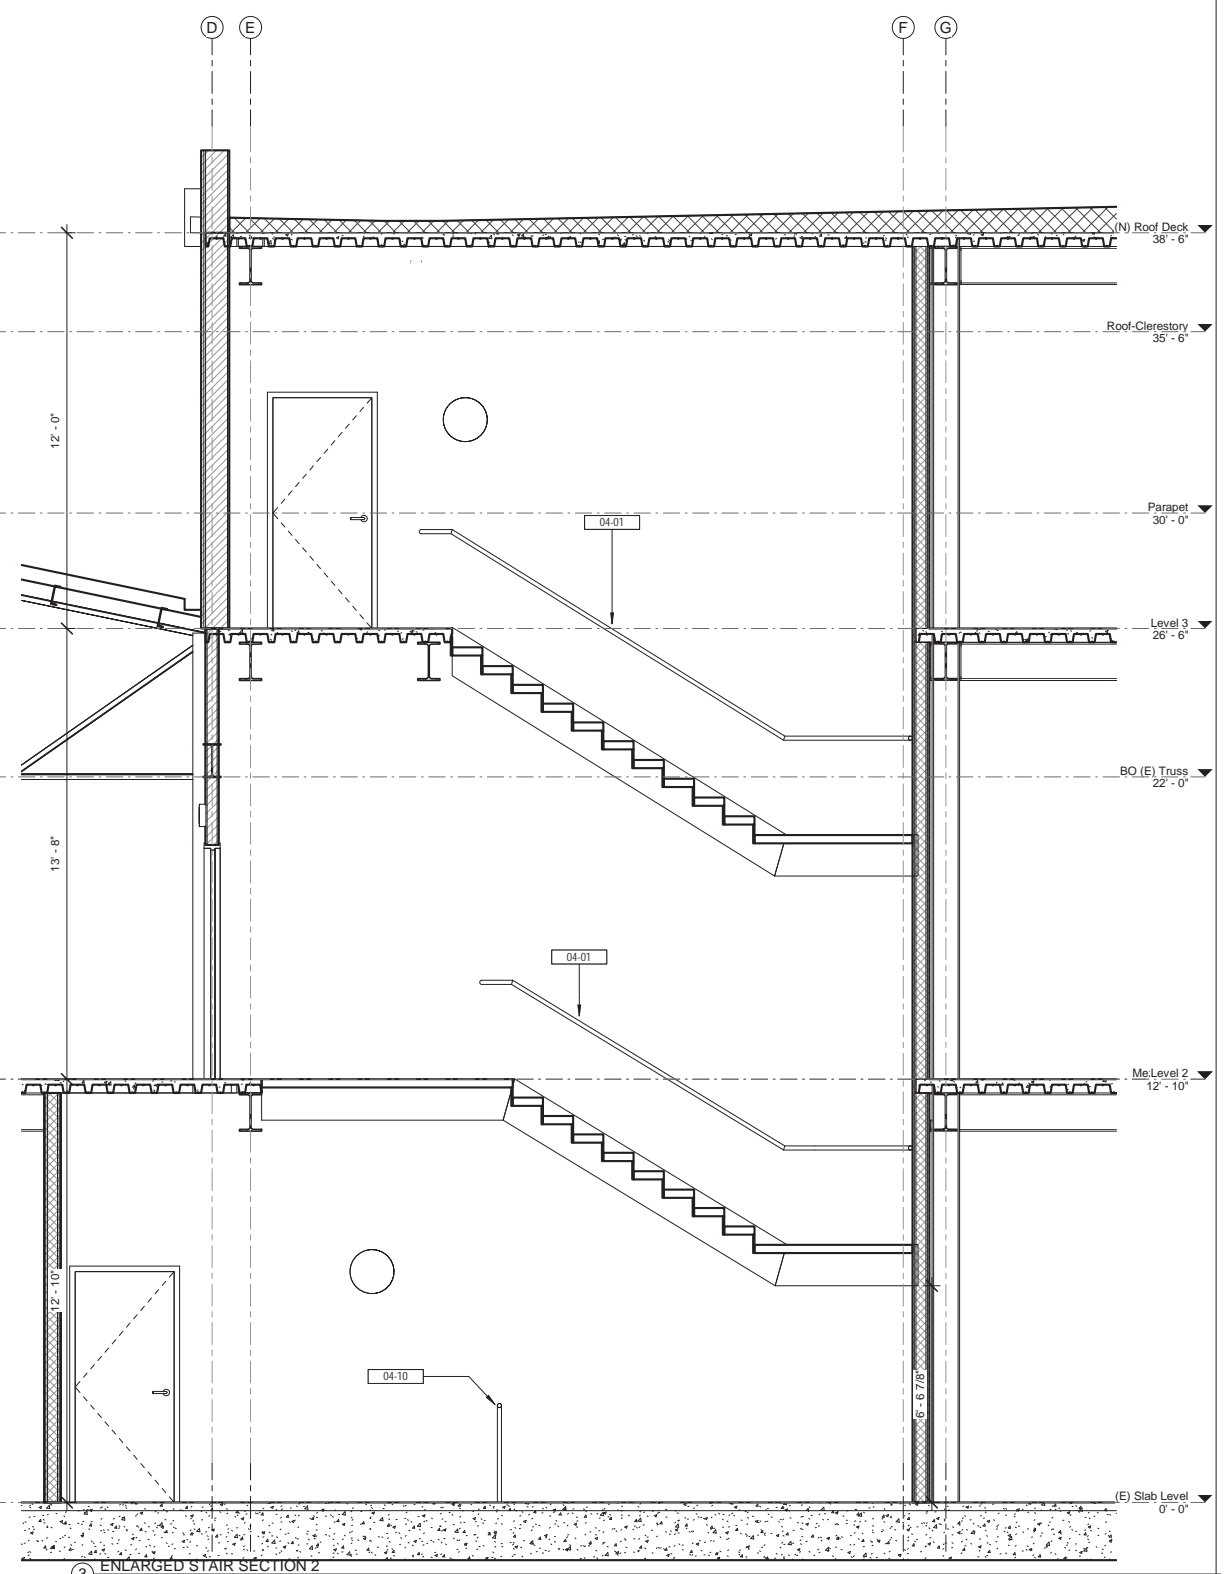 D E F G
(N) Roof Deck
38' - 6"
Roof-Clerestory
35' - 6"
12' - 0"
Parapet
30' - 0"
04-01
Level 3
26' - 6"
BO (E) Truss
22' - 0"
13' - 8"
04-01
Me:Level 2
12' - 10"
12' - 10"
04-10
6' - 6 7/8"
(E) Slab Level
0' - 0"
3 ENLARGED STAIR SECTION 2